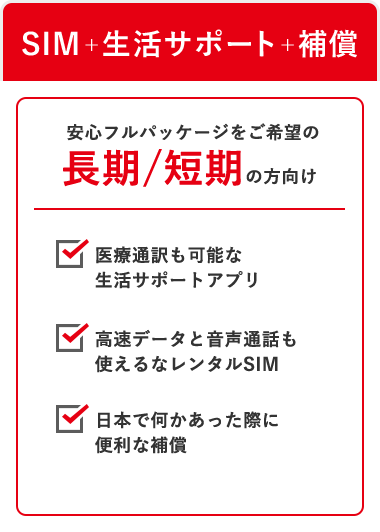 SIM+生活サポート+補償
安心フルパッケージをご希望の
長期/短期の方向け
医療通訳も可能な
生活サポートアプリ
高速データと音声通話も
使えるなレンタルSIM
日本で何かあった際に
便利な補償